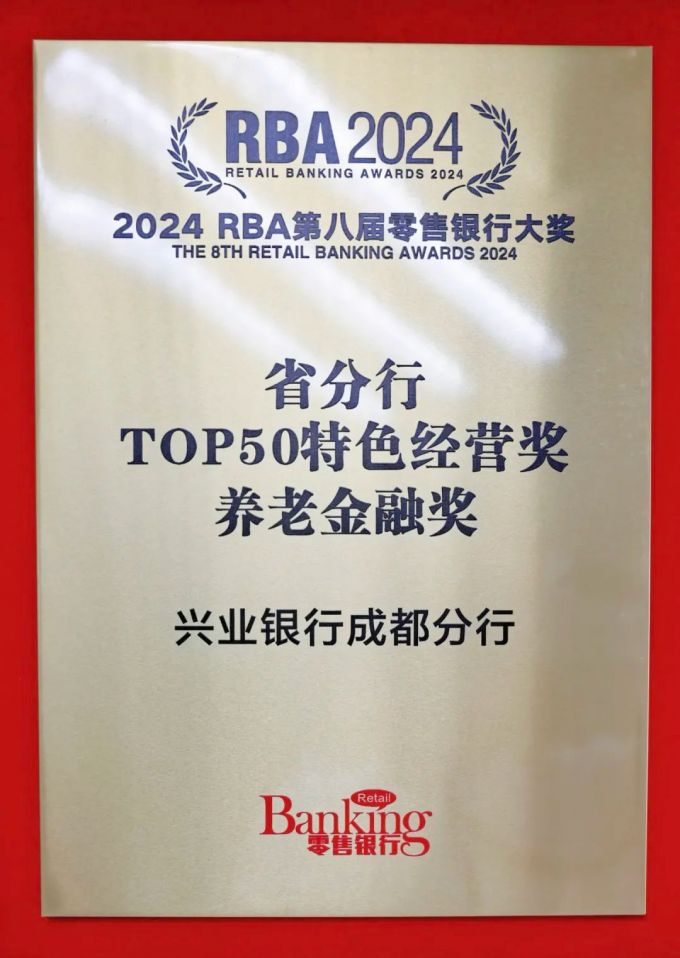 RBA 2024
RETAIL BANKING AWARDS 2024
2024 RBA第八届零售银行大奖
THE 8TH RETAIL BANKING AWARDS 2024
省分行
TOP50特色经营奖
养老金融奖
兴业银行成都分行
Retail
Banking
零售银行